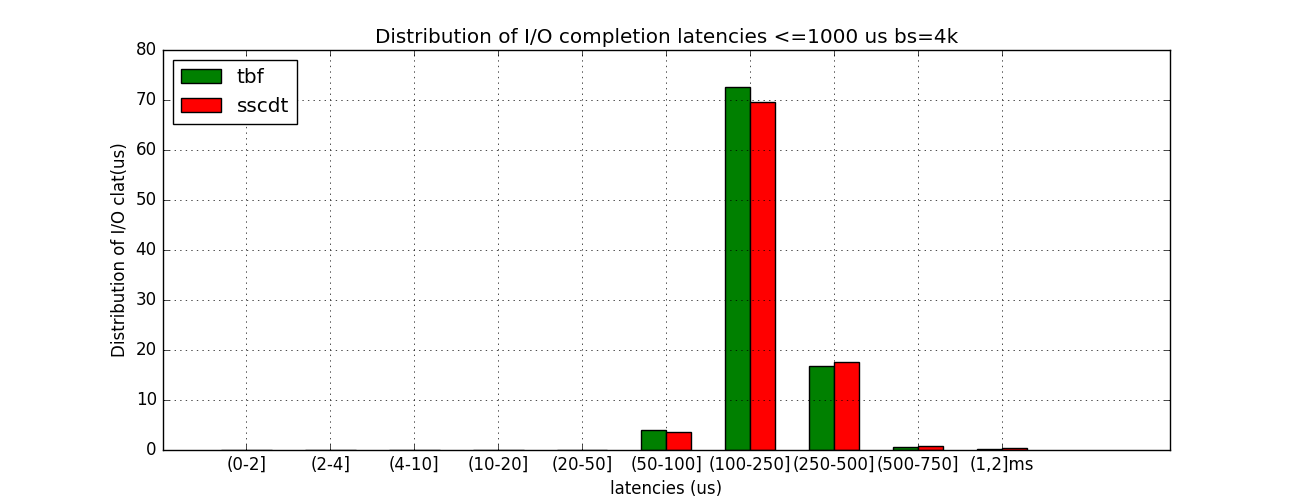 Distribution of I/O completion latencies <=1000 us bs=4k
80
70
60
50
40
30
20
10
0
Distribution of I/O clat(us)
tbf
sscdt
(0-2] (2-4] (4-10] (10-20] (20-50] (50-100] (100-250] (250-500] (500-750] (1,2]ms
latencies (us)